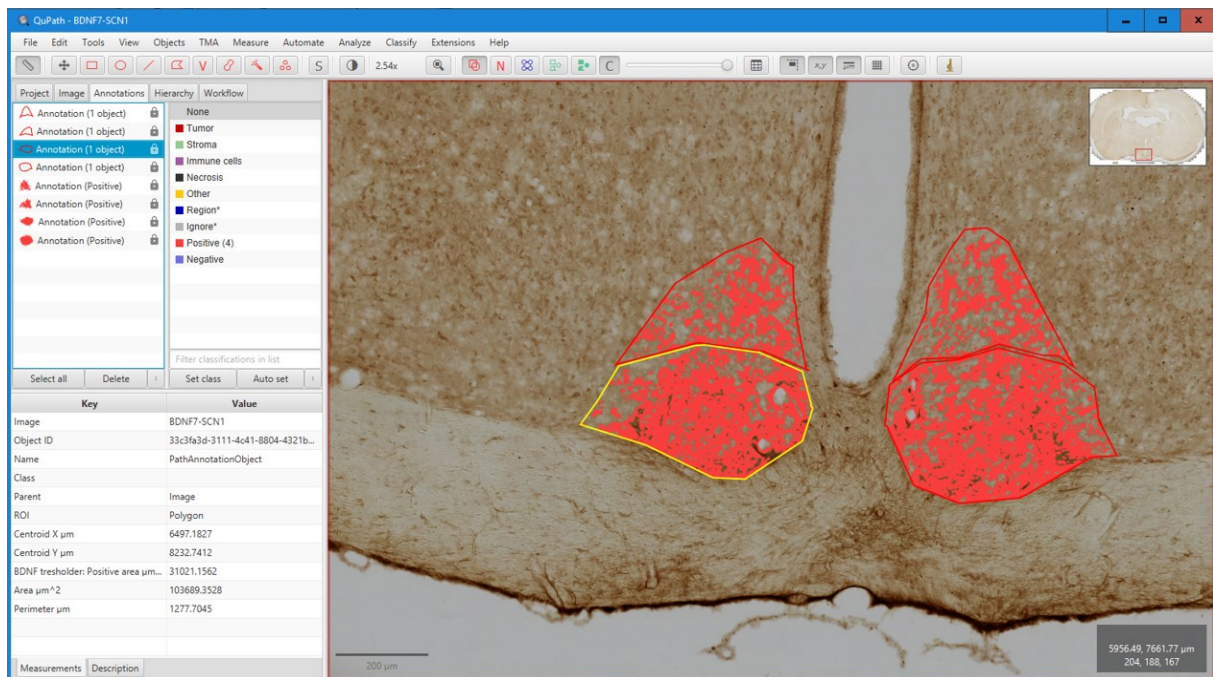 QuPath - BDNF7-SCN1
File Edit Tools View Objects TMA Measure Automate Analyze Classify Extensions Help
V S 2.54x N C x,y
Project Image Annotations Hierarchy Workflow
Annotation (1 object)
Annotation (1 object)
Annotation (1 object)
Annotation (1 object)
Annotation (Positive)
Annotation (Positive)
Annotation (Positive)
Annotation (Positive)
None
Tumor
Stroma
Immune cells
Necrosis
Other
Region*
Ignore*
Positive (4)
Negative
Filter classifications in list
Select all Delete Set class Auto set
Key Value
Image BDNF7-SCN1
Object ID 33c3fa3d-3111-4c41-8804-4321b...
Name PathAnnotationObject
Class
Parent Image
ROI Polygon
Centroid X µm 6497.1827
Centroid Y µm 8232.7412
BDNF tresholder: Positive area µm... 31021.1562
Area µm^2 103689.3528
Perimeter µm 1277.7045
Measurements Description
200 µm
5956.49, 7661.77 µm
204, 188, 167